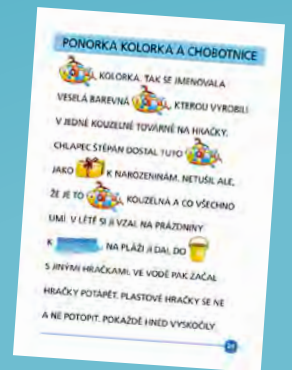 PONORKA KOLORKA A CHOBOTNICE
KOLORKA, TAK SE JMENOVALA
VESELÁ BAREVNÁ , KTEROU VYROBILI
V JEDNÉ KOUZELNÉ TOVÁRNĚ NA HRAČKY.
CHLAPEC ŠTĚPÁN DOSTAL TUTO
JAKO K NAROZENINÁM. NETUŠIL ALE,
ŽE JE TO KOUZELNÁ A CO VŠECHNO
UMÍ. V LÉTĚ SI JI VZAL NA PRÁZDNINY
K , NA PLÁŽI JI DAL DO
S JINÝMI HRAČKAMI. VE VODĚ PAK ZAČAL
HRAČKY POTÁPĚT. PLASTOVÉ HRAČKY SE NE
A NE POTOPIT. POKAŽDÉ HNED VYSKOČILY